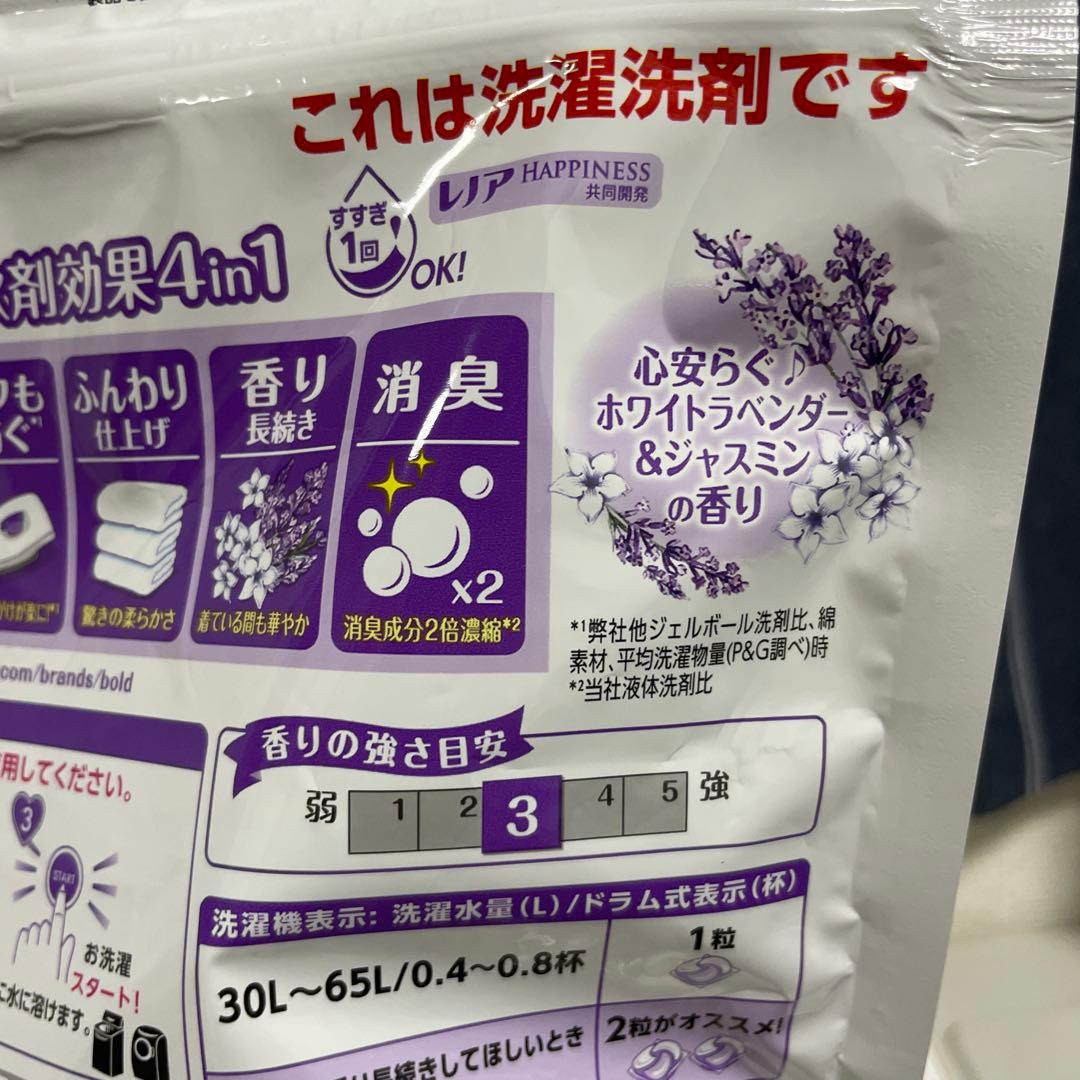 これは洗濯洗剤です
すすぎ
1回
OK!
レノア HAPPINESS
共同開発
剤効果4in1
ふんわり
仕上げ
驚きの柔らかさ
香り
長続き
着ている間も華やか
消臭
×2
消臭成分2倍濃縮*2
心安らぐ♪
ホワイトラベンダー
&ジャスミン
の香り
*1弊社他ジェルボール洗剤比、綿
素材、平均洗濯物量(P&G調べ)時
*2当社液体洗剤比
.com/brands/bold
用してください。
3
START
お洗濯
スタート!
に水に溶けます。
香りの強さ目安
弱 1 2 3 4 5 強
洗濯機表示: 洗濯水量(L)/ドラム式表示(杯)
30L～65L/0.4～0.8杯
1粒
長続きしてほしいとき
2粒がオススメ!